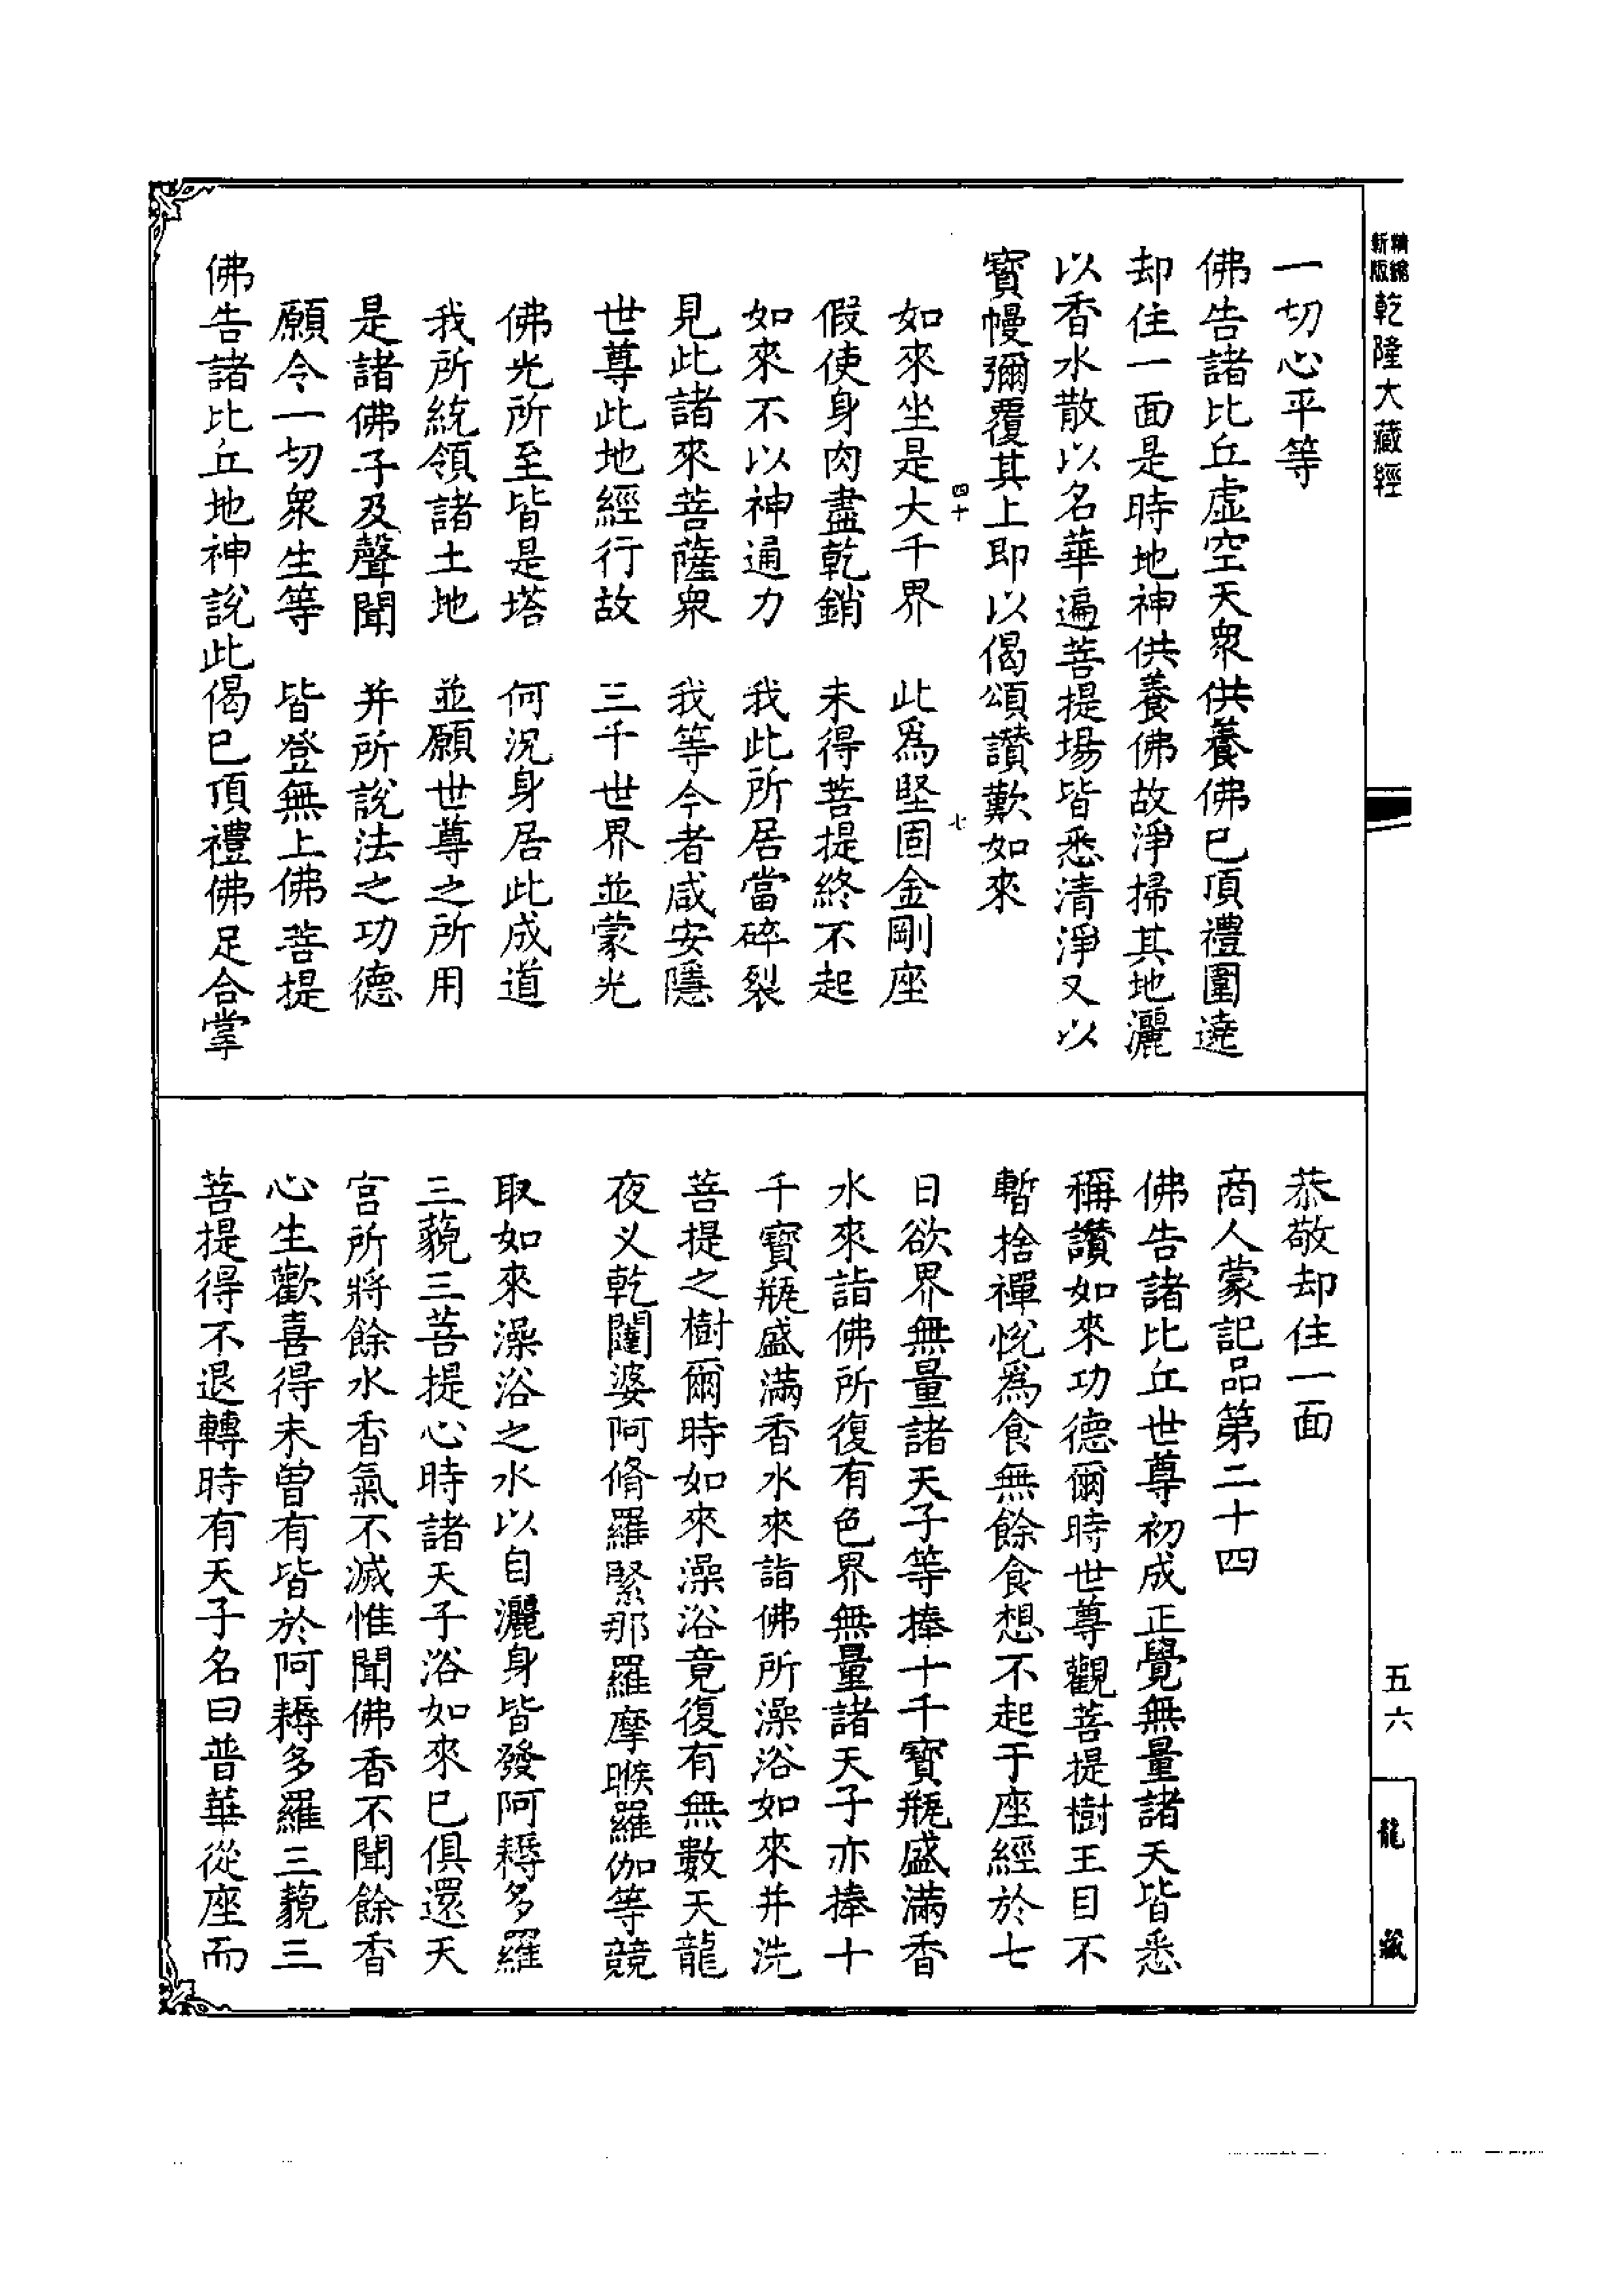 精縮
新版
乾隆大藏經
一切心平等
佛告諸比丘虛空天衆供養佛已頂禮圍遶
却住一面是時地神供養佛故淨掃其地灑
以香水散以名華遍菩提場皆悉清淨又以
寶幔彌覆其上即以偈頌讚歎如來
四十 七
如來坐是大千界 此爲堅固金剛座
假使身肉盡乾銷 未得菩提終不起
如來不以神通力 我此所居當碎裂
見此諸來菩薩衆 我等今者咸安隱
世尊此地經行故 三千世界並蒙光
佛光所至皆是塔 何況身居此成道
我所統領諸土地 並願世尊之所用
是諸佛子及聲聞 并所說法之功德
願令一切衆生等 皆登無上佛菩提
佛告諸比丘地神說此偈已頂禮佛足合掌
恭敬却住一面
商人蒙記品第二十四
佛告諸比丘世尊初成正覺無量諸天皆悉
稱讚如來功德爾時世尊觀菩提樹王目不
暫捨禪悅爲食無餘食想不起于座經於七
日欲界無量諸天子等捧十千寶瓶盛滿香
水來詣佛所復有色界無量諸天子亦捧十
千寶瓶盛滿香水來詣佛所澡浴如來并洗
菩提之樹爾時如來澡浴竟復有無數天龍
夜叉乾闥婆阿脩羅緊那羅摩睺羅伽等競
取如來澡浴之水以自灑身皆發阿耨多羅
三藐三菩提心時諸天子浴如來已俱還天
宮所將餘水香氣不滅惟聞佛香不聞餘香
心生歡喜得未曾有皆於阿耨多羅三藐三
菩提得不退轉時有天子名曰普華從座而
五六
龍藏